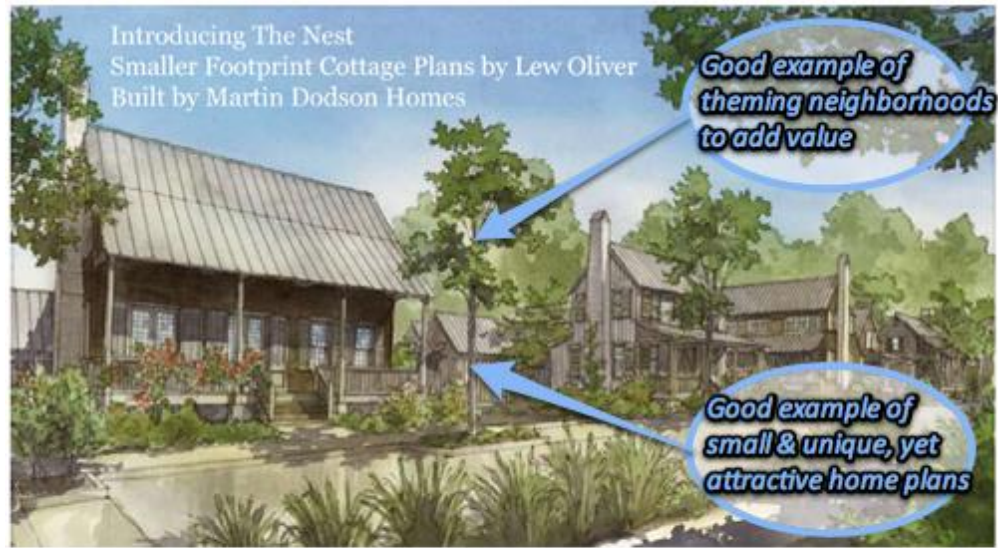 Introducing The Nest
Smaller Footprint Cottage Plans by Lew Oliver
Built by Martin Dodson Homes
Good example of
theming neighborhoods
to add value
Good example of
small & unique, yet
attractive home plans